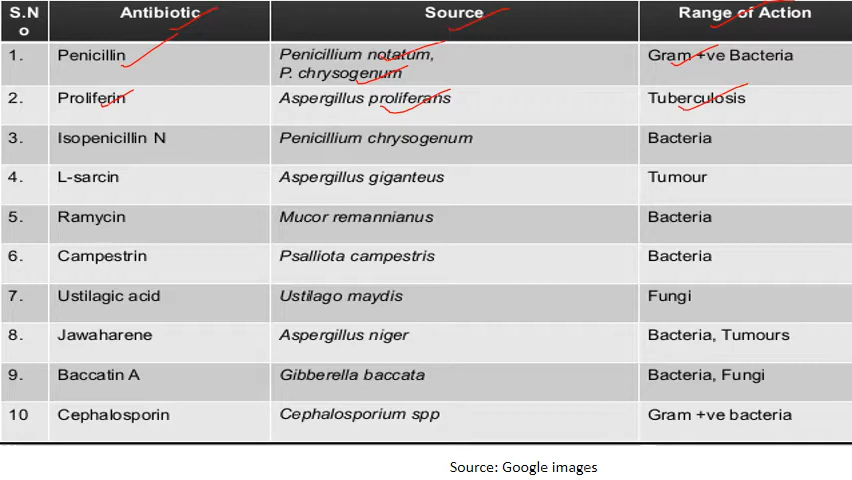 S.N
o Antibiotic Source Range of Action
1. Penicillin Penicillium notatum,
P. chrysogenum Gram +ve Bacteria
2. Proliferin Aspergillus proliferans Tuberculosis
3. Isopenicillin N Penicillium chrysogenum Bacteria
4. L-sarcin Aspergillus giganteus Tumour
5. Ramycin Mucor remannianus Bacteria
6. Campestrin Psalliota campestris Bacteria
7. Ustilagic acid Ustilago maydis Fungi
8. Jawaharene Aspergillus niger Bacteria, Tumours
9. Baccatin A Gibberella baccata Bacteria, Fungi
10 Cephalosporin Cephalosporium spp Gram +ve bacteria
Source: Google images